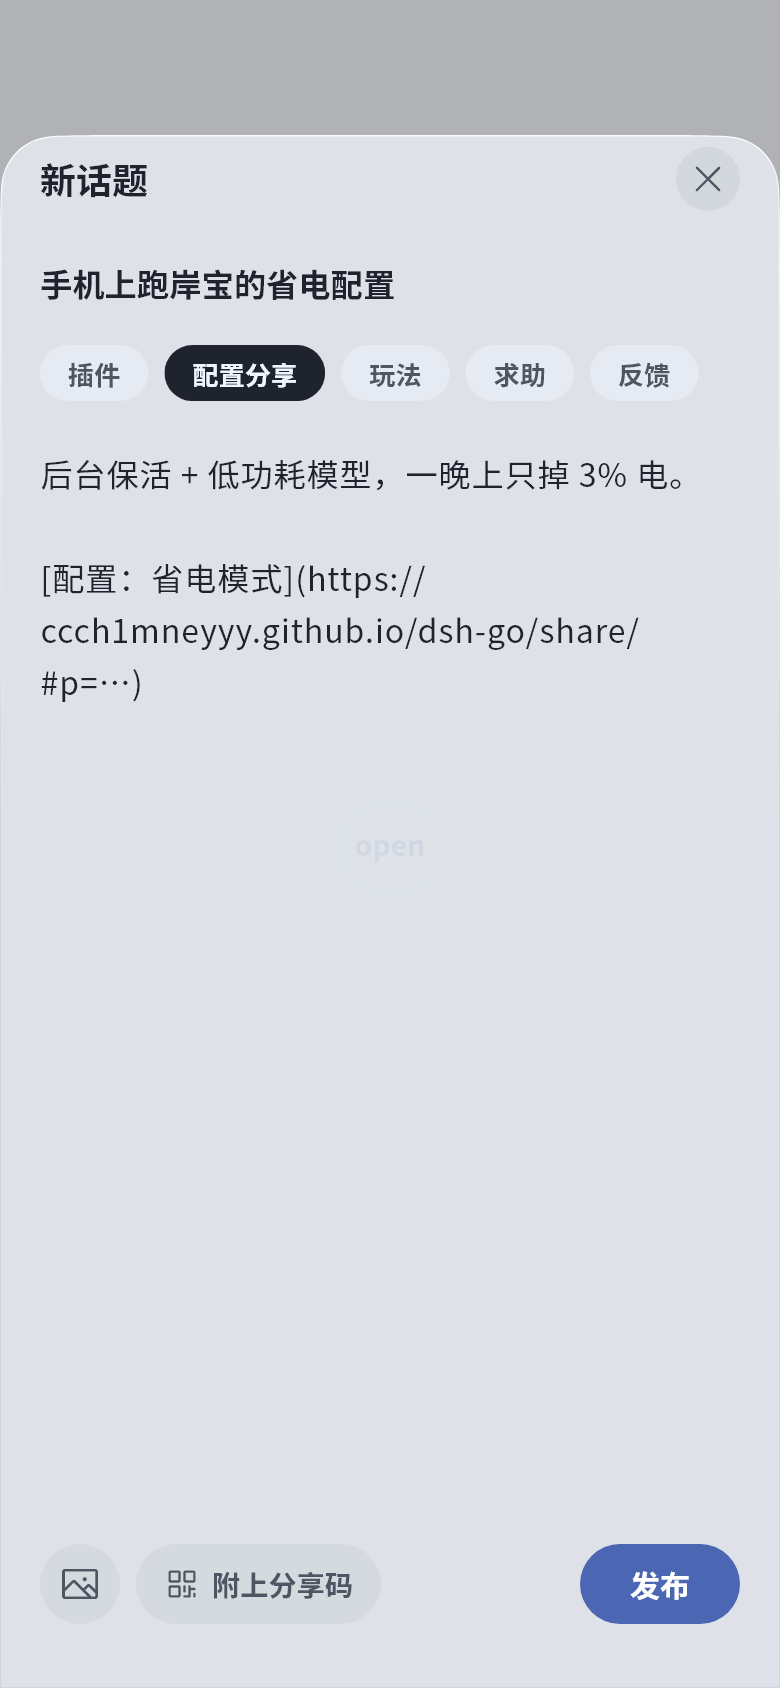 新话题
手机上跑岸宝的省电配置
插件 配置分享 玩法 求助 反馈
后台保活 + 低功耗模型，一晚上只掉 3% 电。
[配置：省电模式](https://
ccch1mneyyy.github.io/dsh-go/share/
#p=…)
open
附上分享码
发布